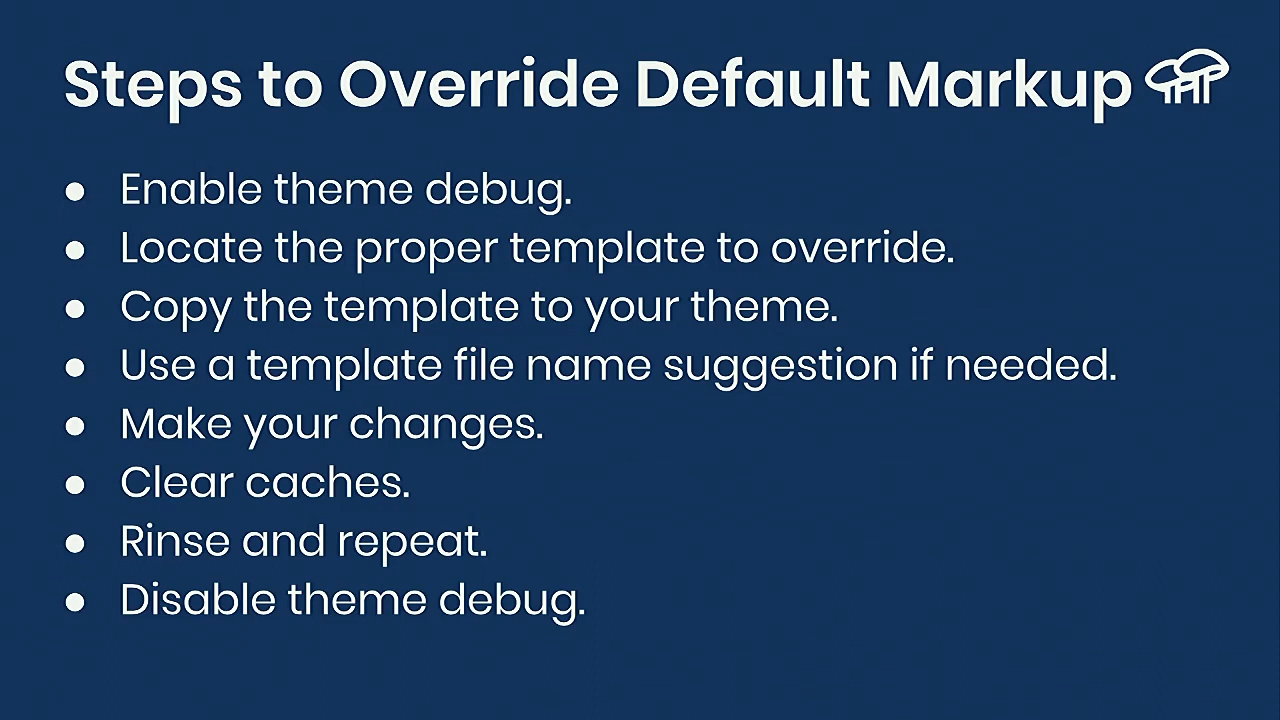 Steps to Override Default Markup
● Enable theme debug.
● Locate the proper template to override.
● Copy the template to your theme.
● Use a template file name suggestion if needed.
● Make your changes.
● Clear caches.
● Rinse and repeat.
● Disable theme debug.